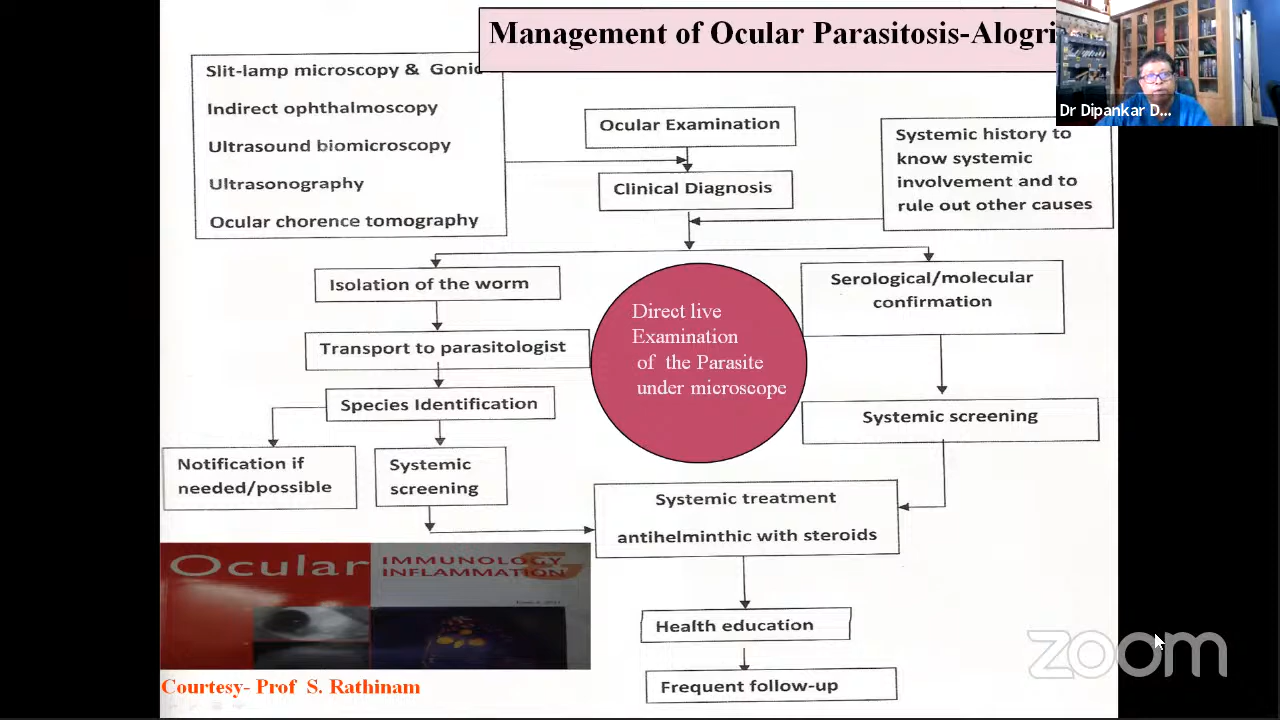 Management of Ocular Parasitosis-Alogri
Dr Dipankar D...
Slit-lamp microscopy & Gonio
Indirect ophthalmoscopy
Ultrasound biomicroscopy
Ultrasonography
Ocular chorence tomography
Ocular Examination
Clinical Diagnosis
Systemic history to
know systemic
involvement and to
rule out other causes
Isolation of the worm
Transport to parasitologist
Species Identification
Notification if
needed/possible
Systemic
screening
Direct live
Examination
of the Parasite
under microscope
Serological/molecular
confirmation
Systemic screening
Systemic treatment
antihelminthic with steroids
Health education
Frequent follow-up
Ocular
IMMUNOLOGY
INFLAMMATION
Courtesy- Prof S. Rathinam
zoom